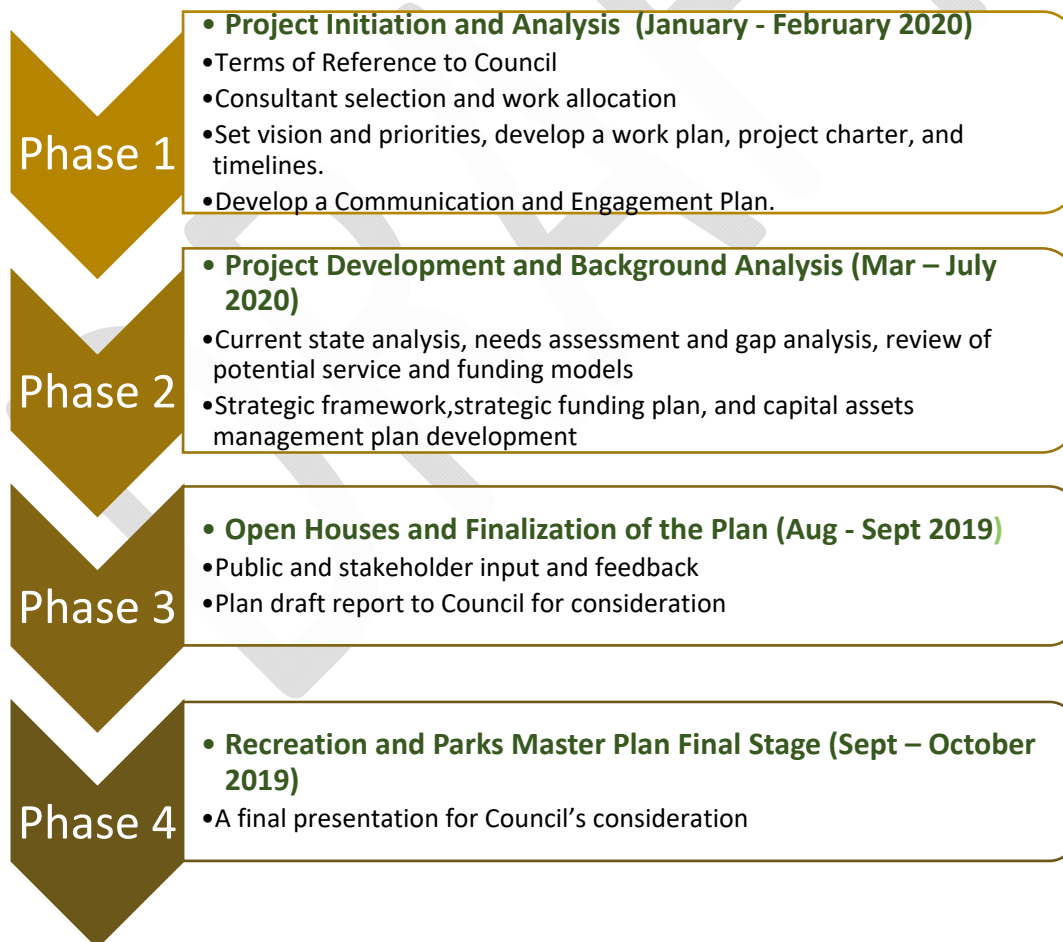 Phase 1
• Project Initiation and Analysis (January - February 2020)
•Terms of Reference to Council
•Consultant selection and work allocation
•Set vision and priorities, develop a work plan, project charter, and
timelines.
•Develop a Communication and Engagement Plan.
Phase 2
• Project Development and Background Analysis (Mar – July
2020)
•Current state analysis, needs assessment and gap analysis, review of
potential service and funding models
•Strategic framework,strategic funding plan, and capital assets
management plan development
Phase 3
• Open Houses and Finalization of the Plan (Aug - Sept 2019)
•Public and stakeholder input and feedback
•Plan draft report to Council for consideration
Phase 4
• Recreation and Parks Master Plan Final Stage (Sept – October
2019)
•A final presentation for Council’s consideration